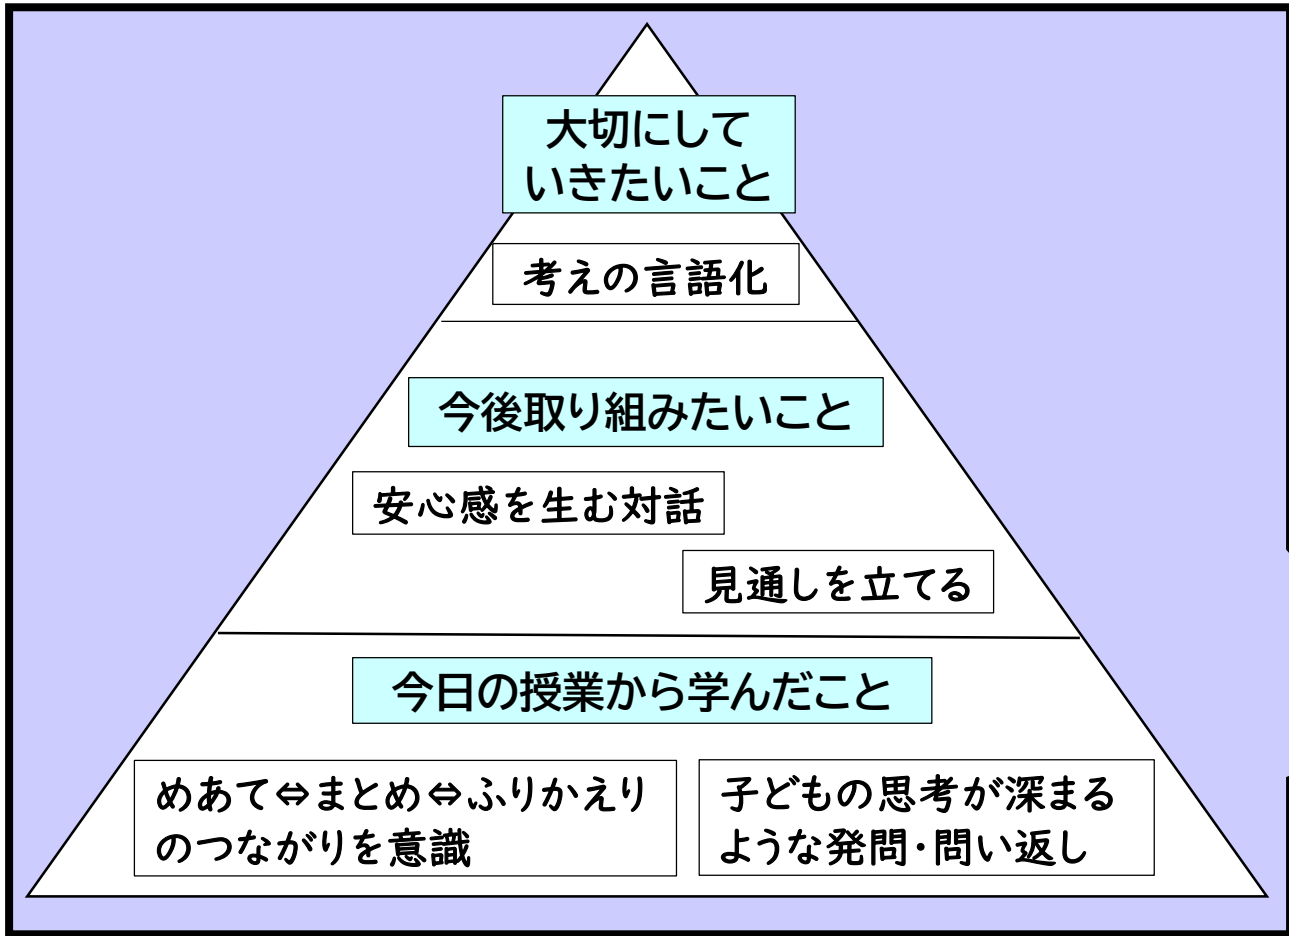 大切にして
いきたいこと
考えの言語化
今後取り組みたいこと
安心感を生む対話
見通しを立てる
今日の授業から学んだこと
めあて⇔まとめ⇔ふりかえり
のつながりを意識
子どもの思考が深まる
ような発問・問い返し